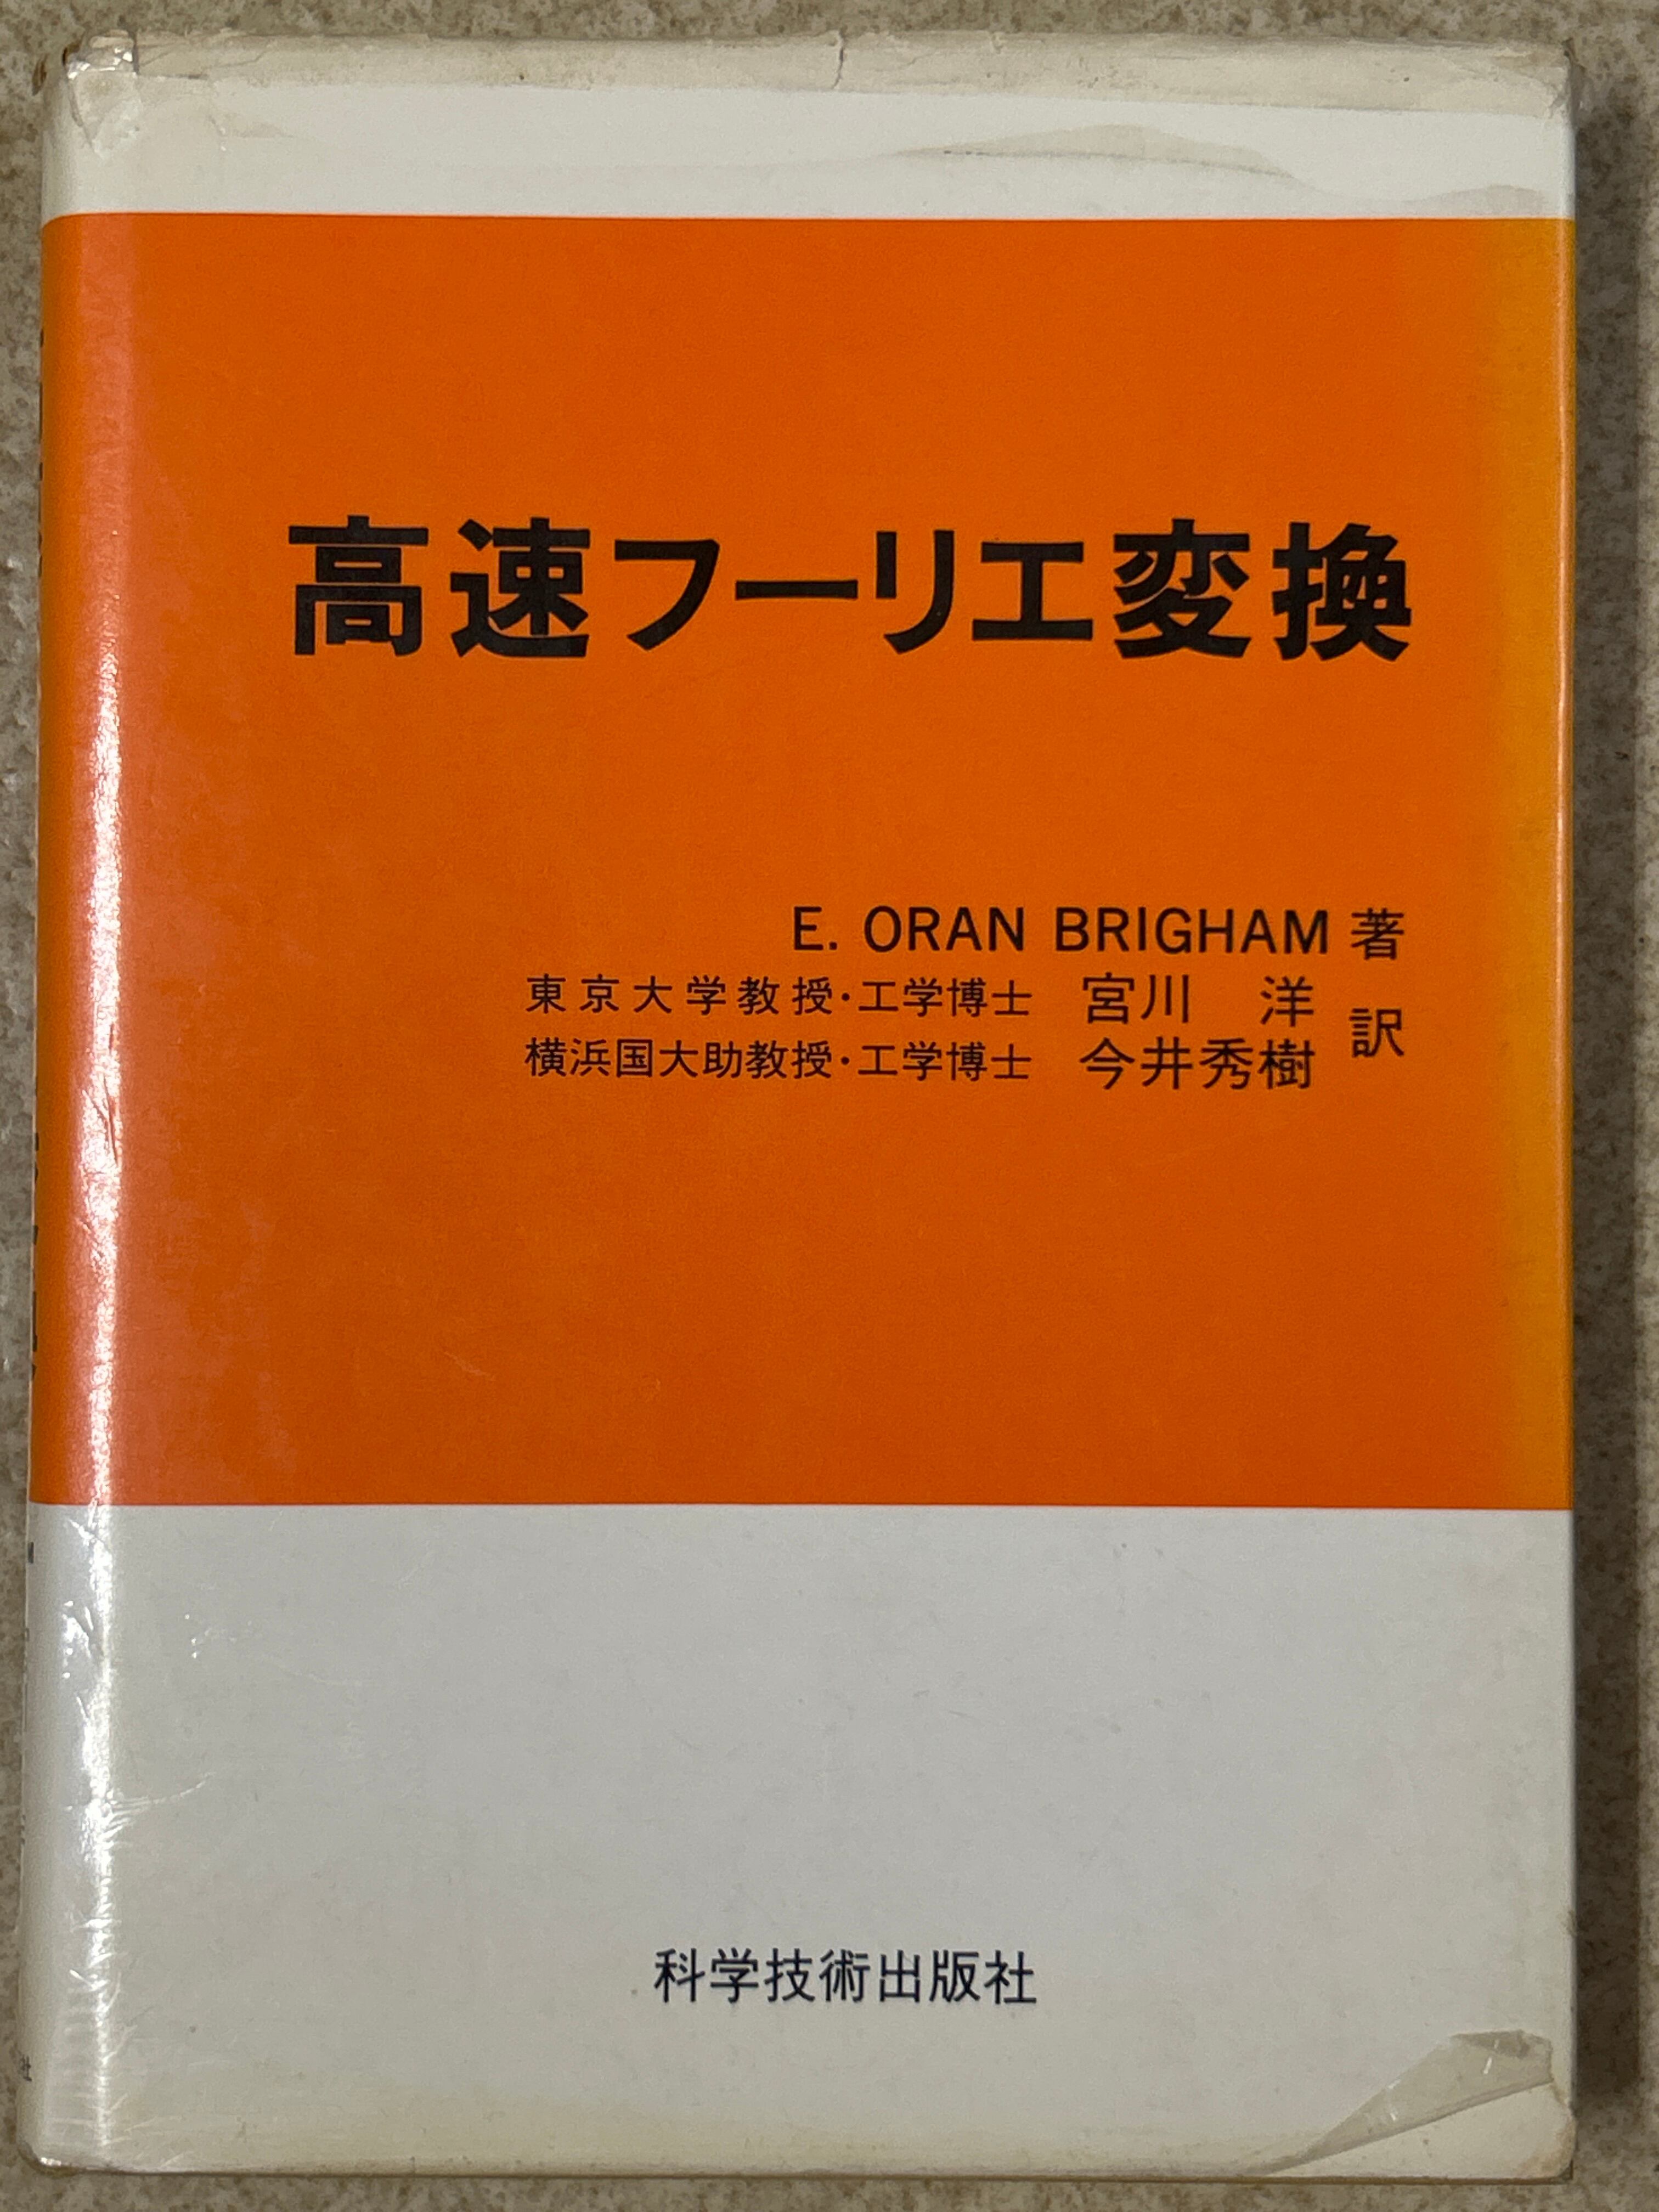 高速フーリエ変換
E. ORAN BRIGHAM 著
東京大学教授・工学博士 宮川 洋
横浜国大助教授・工学博士 今井秀樹 訳
科学技術出版社